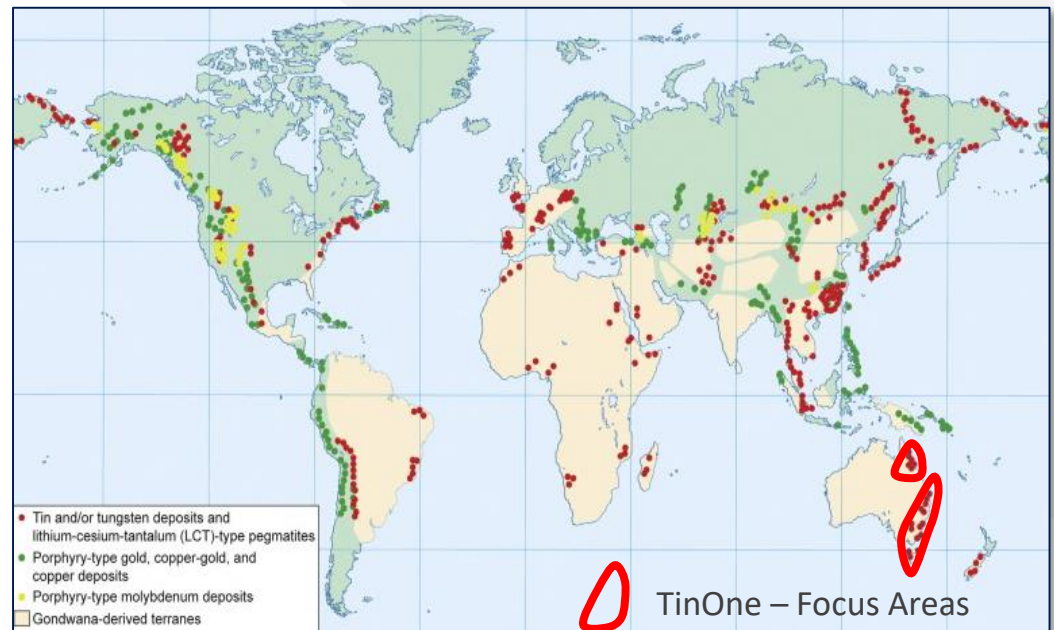 Tin and/or tungsten deposits and
lithium-cesium-tantalum (LCT)-type pegmatites
Porphyry-type gold, copper-gold, and
copper deposits
Porphyry-type molybdenum deposits
Gondwana-derived terranes
TinOne – Focus Areas